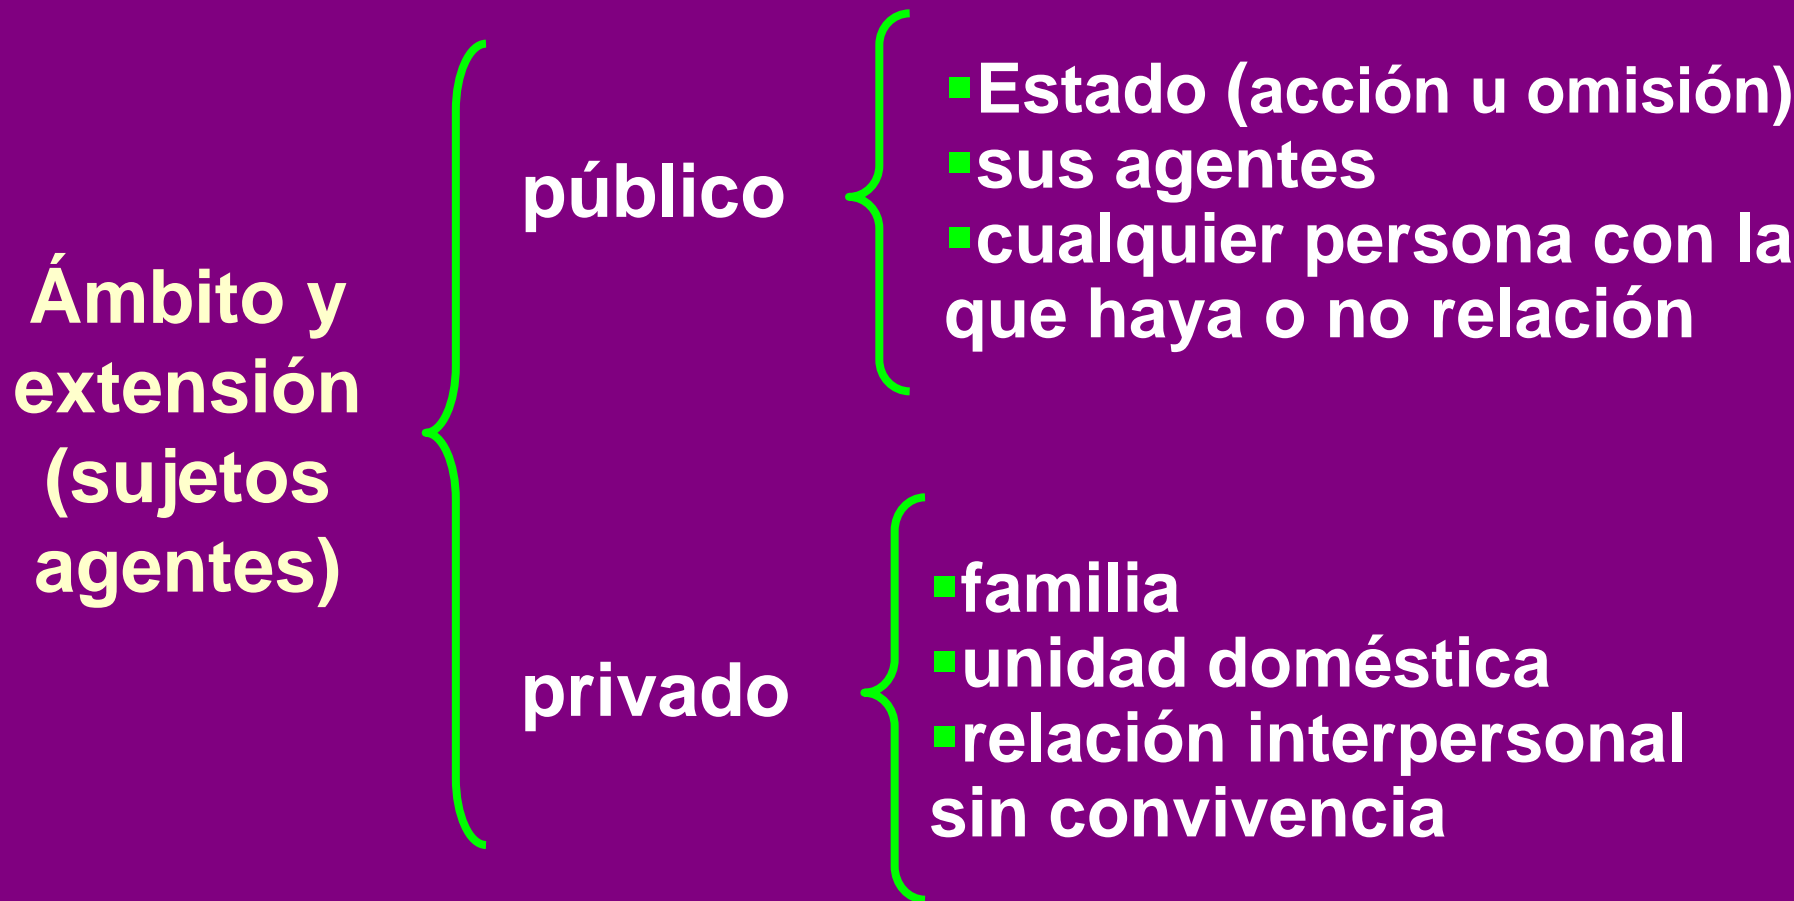 Ámbito y
extensión
(sujetos
agentes)
público
▪Estado (acción u omisión)
▪sus agentes
▪cualquier persona con la
que haya o no relación
privado
▪familia
▪unidad doméstica
▪relación interpersonal
sin convivencia